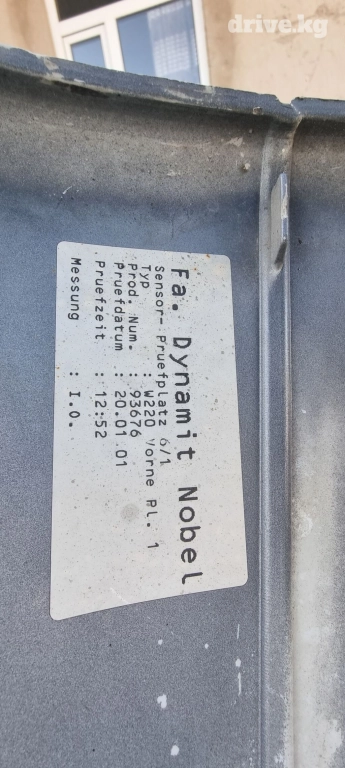 drive.kg
Fa. Dynamit Nobel
Sensor- Pruefplatz 6/1
Typ : W220 Vorne Pl. 1
Prod. Num. : 93676
Pruefdatum : 20.01.01
Pruefzeit : 12:52
Messung : I.O.